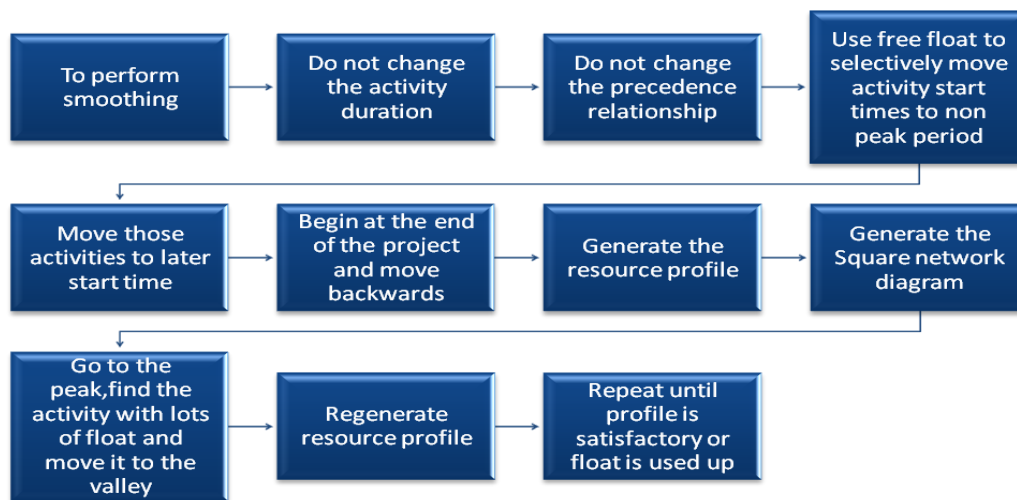 To perform
smoothing
Do not change
the activity
duration
Do not change
the precedence
relationship
Use free float to
selectively move
activity start
times to non
peak period
Move those
activities to later
start time
Begin at the end
of the project
and move
backwards
Generate the
resource profile
Generate the
Square network
diagram
Go to the
peak,find the
activity with lots
of float and
move it to the
valley
Regenerate
resource profile
Repeat until
profile is
satisfactory or
float is used up